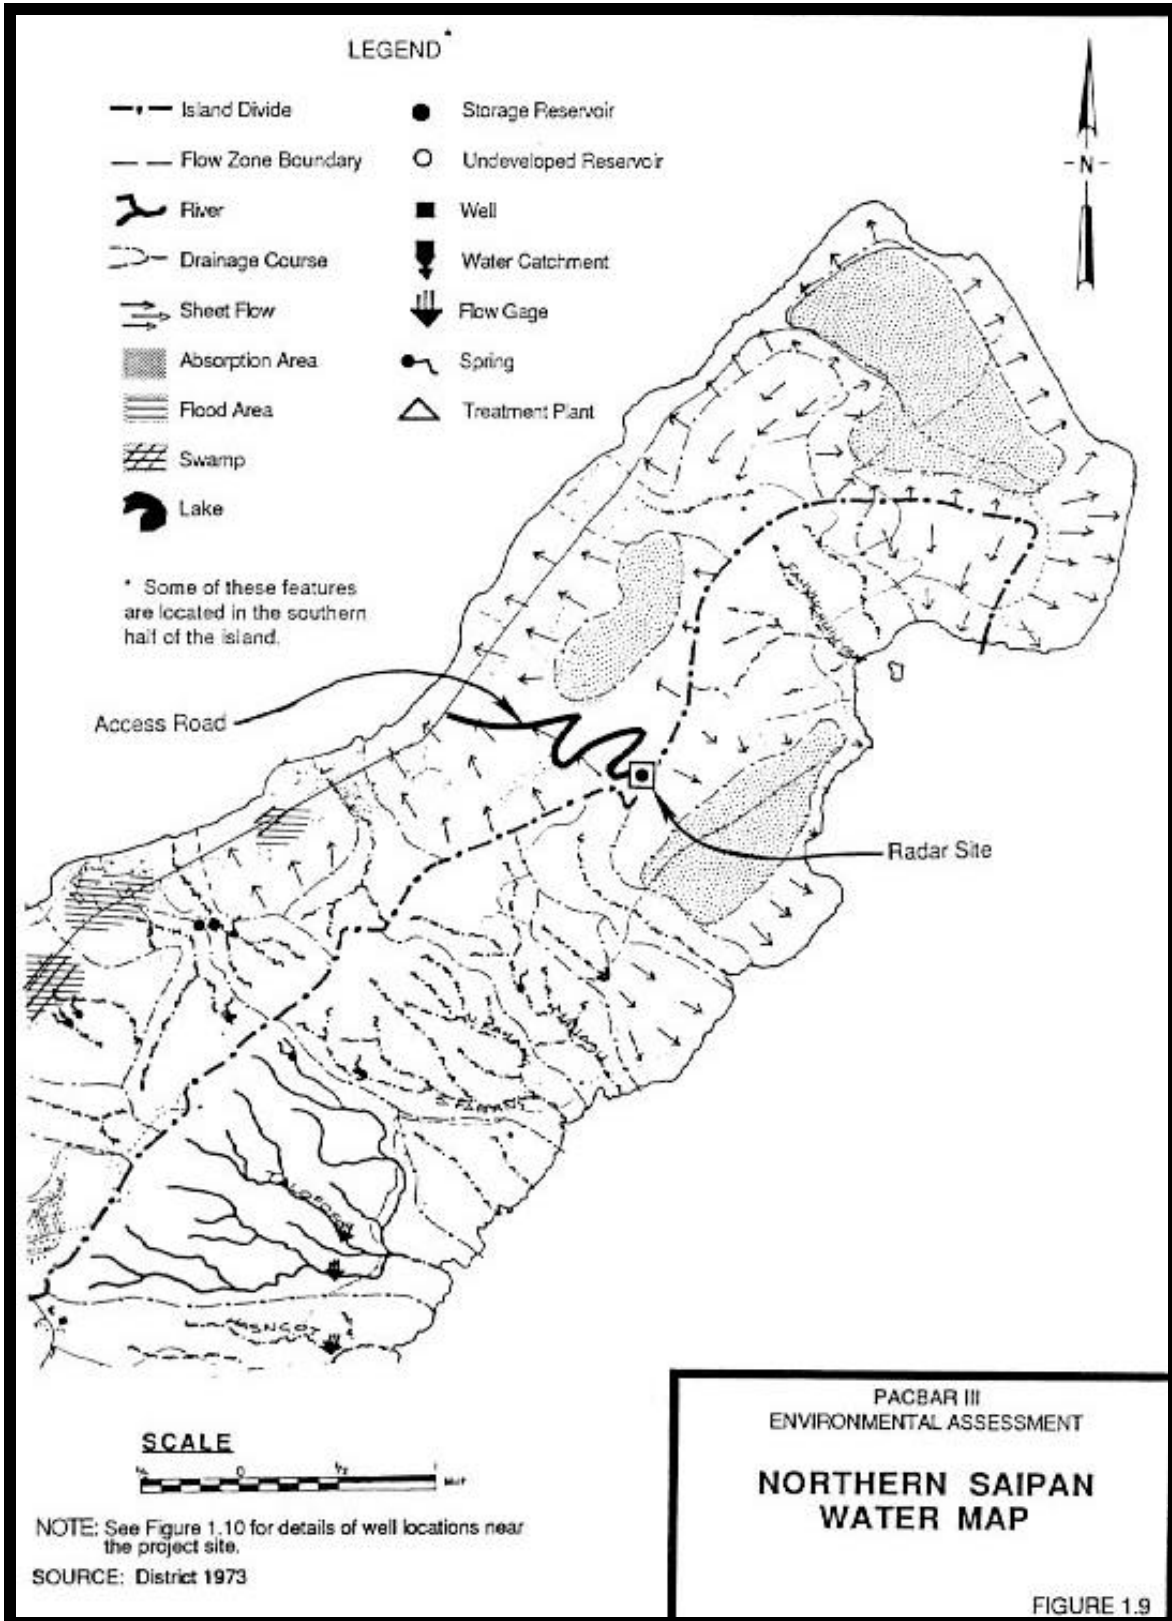 LEGEND*
Island Divide
Flow Zone Boundary
River
Drainage Course
Sheet Flow
Absorption Area
Flood Area
Swamp
Lake
Storage Reservoir
Undeveloped Reservoir
Well
Water Catchment
Flow Gage
Spring
Treatment Plant
* Some of these features
are located in the southern
half of the island.
N
Access Road
Radar Site
SCALE
0 1/2 1
NOTE: See Figure 1.10 for details of well locations near
the project site.
SOURCE: District 1973
PACBAR III
ENVIRONMENTAL ASSESSMENT
NORTHERN SAIPAN
WATER MAP
FIGURE 1.9